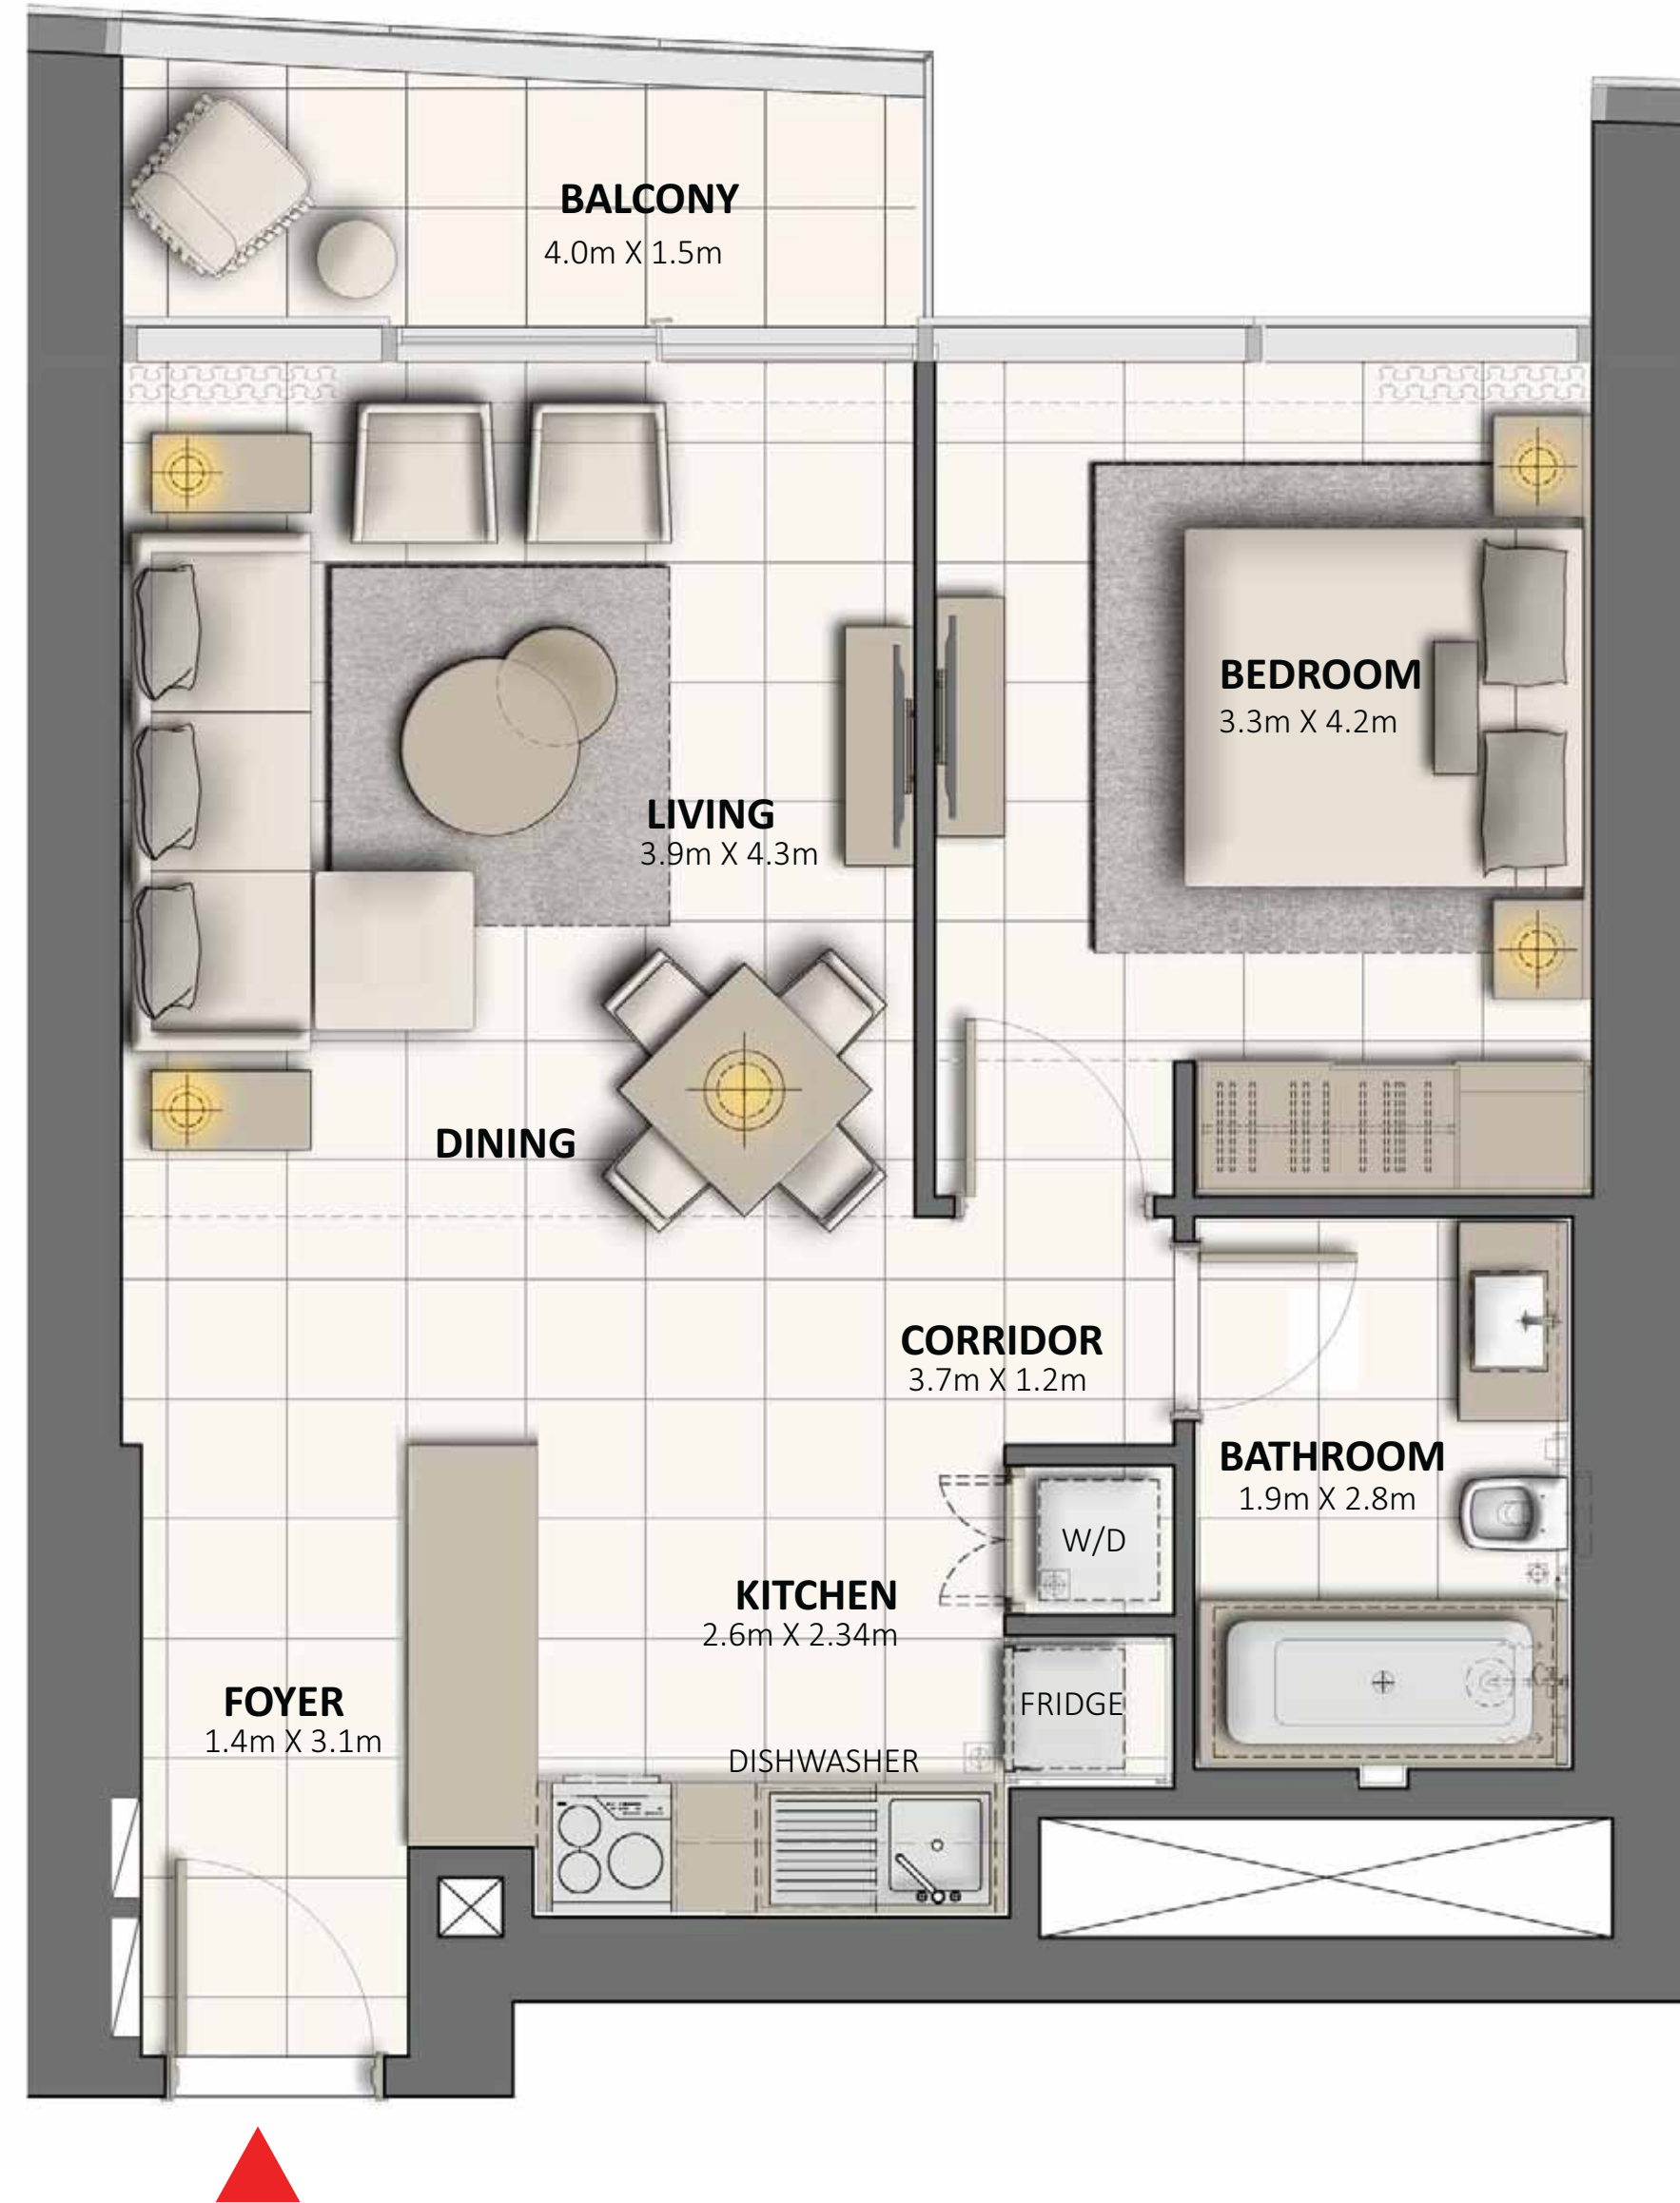 BALCONY
4.0m X 1.5m
BEDROOM
3.3m X 4.2m
LIVING
3.9m X 4.3m
DINING
CORRIDOR
3.7m X 1.2m
BATHROOM
1.9m X 2.8m
W/D
KITCHEN
2.6m X 2.34m
FRIDGE
FOYER
1.4m X 3.1m
DISHWASHER